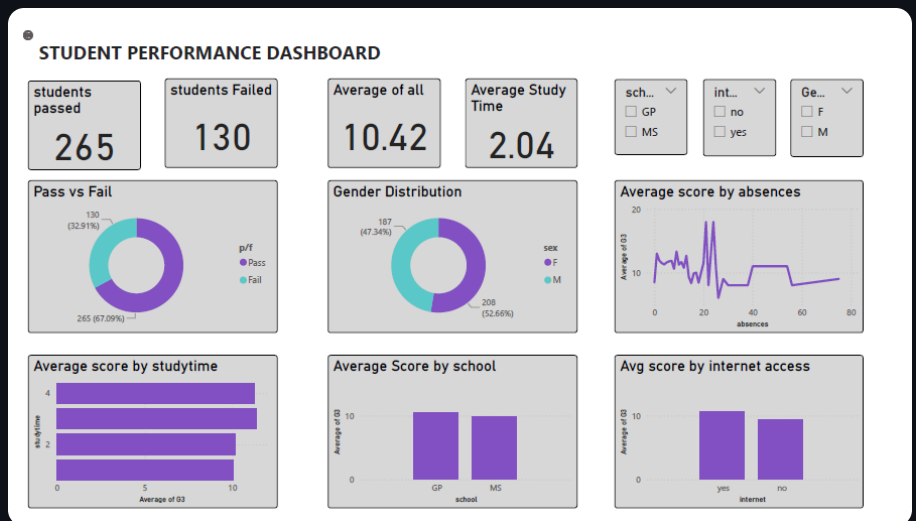 STUDENT PERFORMANCE DASHBOARD
students
passed
265
students Failed
130
Average of all
10.42
Average Study
Time
2.04
sch...
GP
MS
int...
no
yes
Ge...
F
M
Pass vs Fail
130
(32.91%)
265 (67.09%)
p/f
Pass
Fail
Gender Distribution
187
(47.34%)
208
(52.66%)
sex
F
M
Average score by absences
Average of G3
20
10
0
20
40
60
80
absences
Average score by studytime
studytime
4
2
0
5
10
Average of G3
Average Score by school
Average of G3
10
0
GP
MS
school
Avg score by internet access
Average of G3
10
0
yes
no
internet